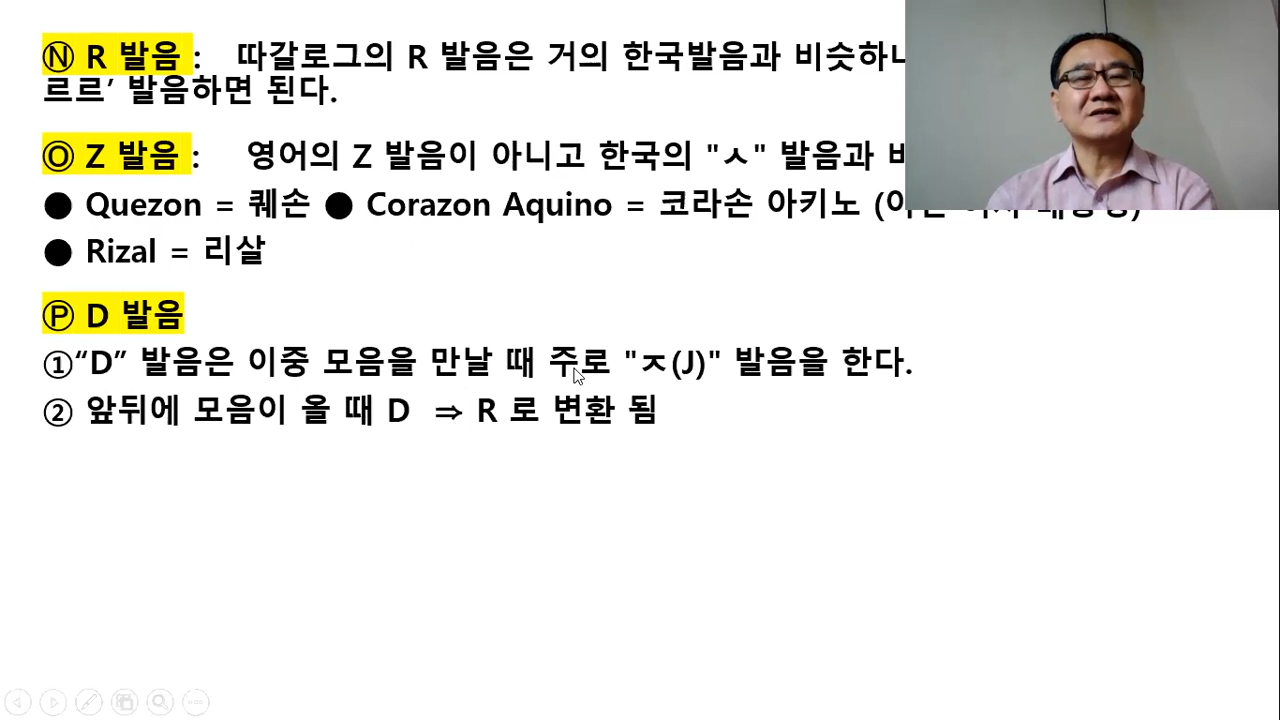 Ⓝ R 발음 : 따갈로그의 R 발음은 거의 한국발음과 비슷하
르르’ 발음하면 된다.
Ⓞ Z 발음 : 영어의 Z 발음이 아니고 한국의 "ㅅ" 발음과
● Quezon = 퀘손 ● Corazon Aquino = 코라손 아키노
● Rizal = 리살
Ⓟ D 발음
①“D” 발음은 이중 모음을 만날 때 주로 "ㅈ(J)" 발음을 한다.
② 앞뒤에 모음이 올 때 D ⇒ R 로 변환 됨